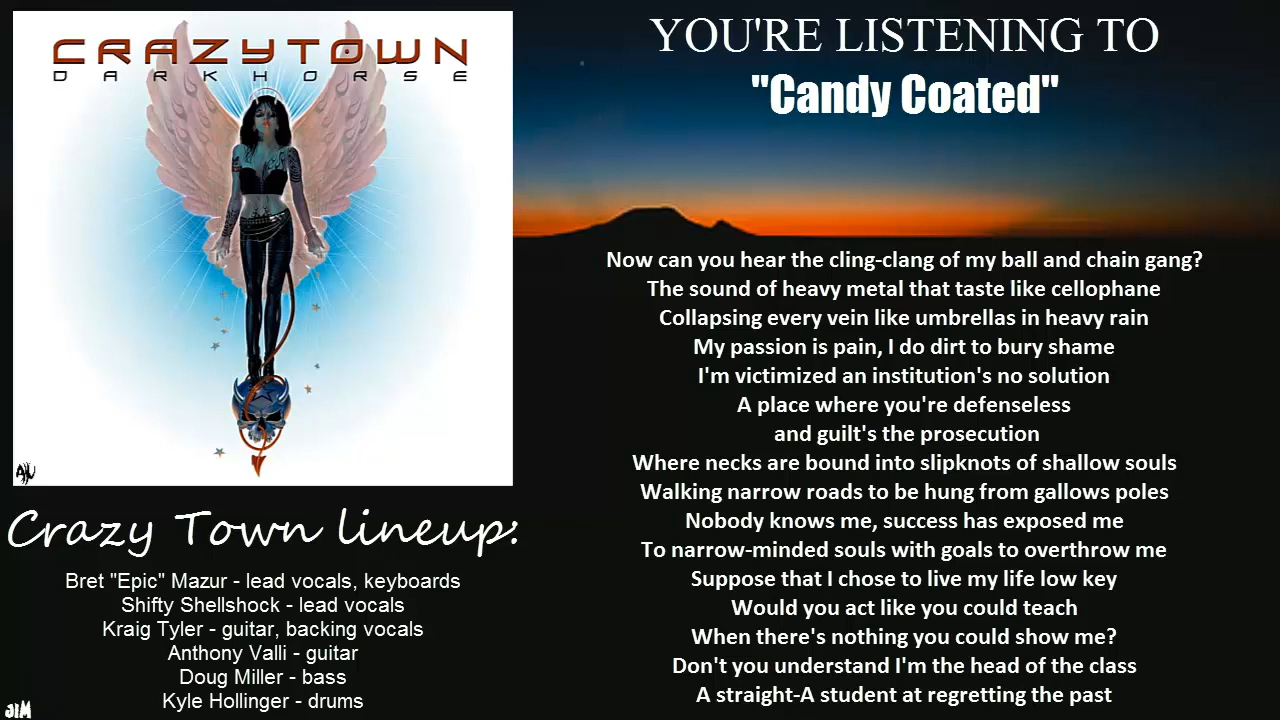 CRAZYTOWN
DARKHORSE
YOU'RE LISTENING TO
"Candy Coated"
Now can you hear the cling-clang of my ball and chain gang?
The sound of heavy metal that taste like cellophane
Collapsing every vein like umbrellas in heavy rain
My passion is pain, I do dirt to bury shame
I'm victimized an institution's no solution
A place where you're defenseless
and guilt's the prosecution
Where necks are bound into slipknots of shallow souls
Walking narrow roads to be hung from gallows poles
Nobody knows me, success has exposed me
To narrow-minded souls with goals to overthrow me
Suppose that I chose to live my life low key
Would you act like you could teach
When there's nothing you could show me?
Don't you understand I'm the head of the class
A straight-A student at regretting the past
Crazy Town lineup:
Bret "Epic" Mazur - lead vocals, keyboards
Shifty Shellshock - lead vocals
Kraig Tyler - guitar, backing vocals
Anthony Valli - guitar
Doug Miller - bass
Kyle Hollinger - drums
JIM